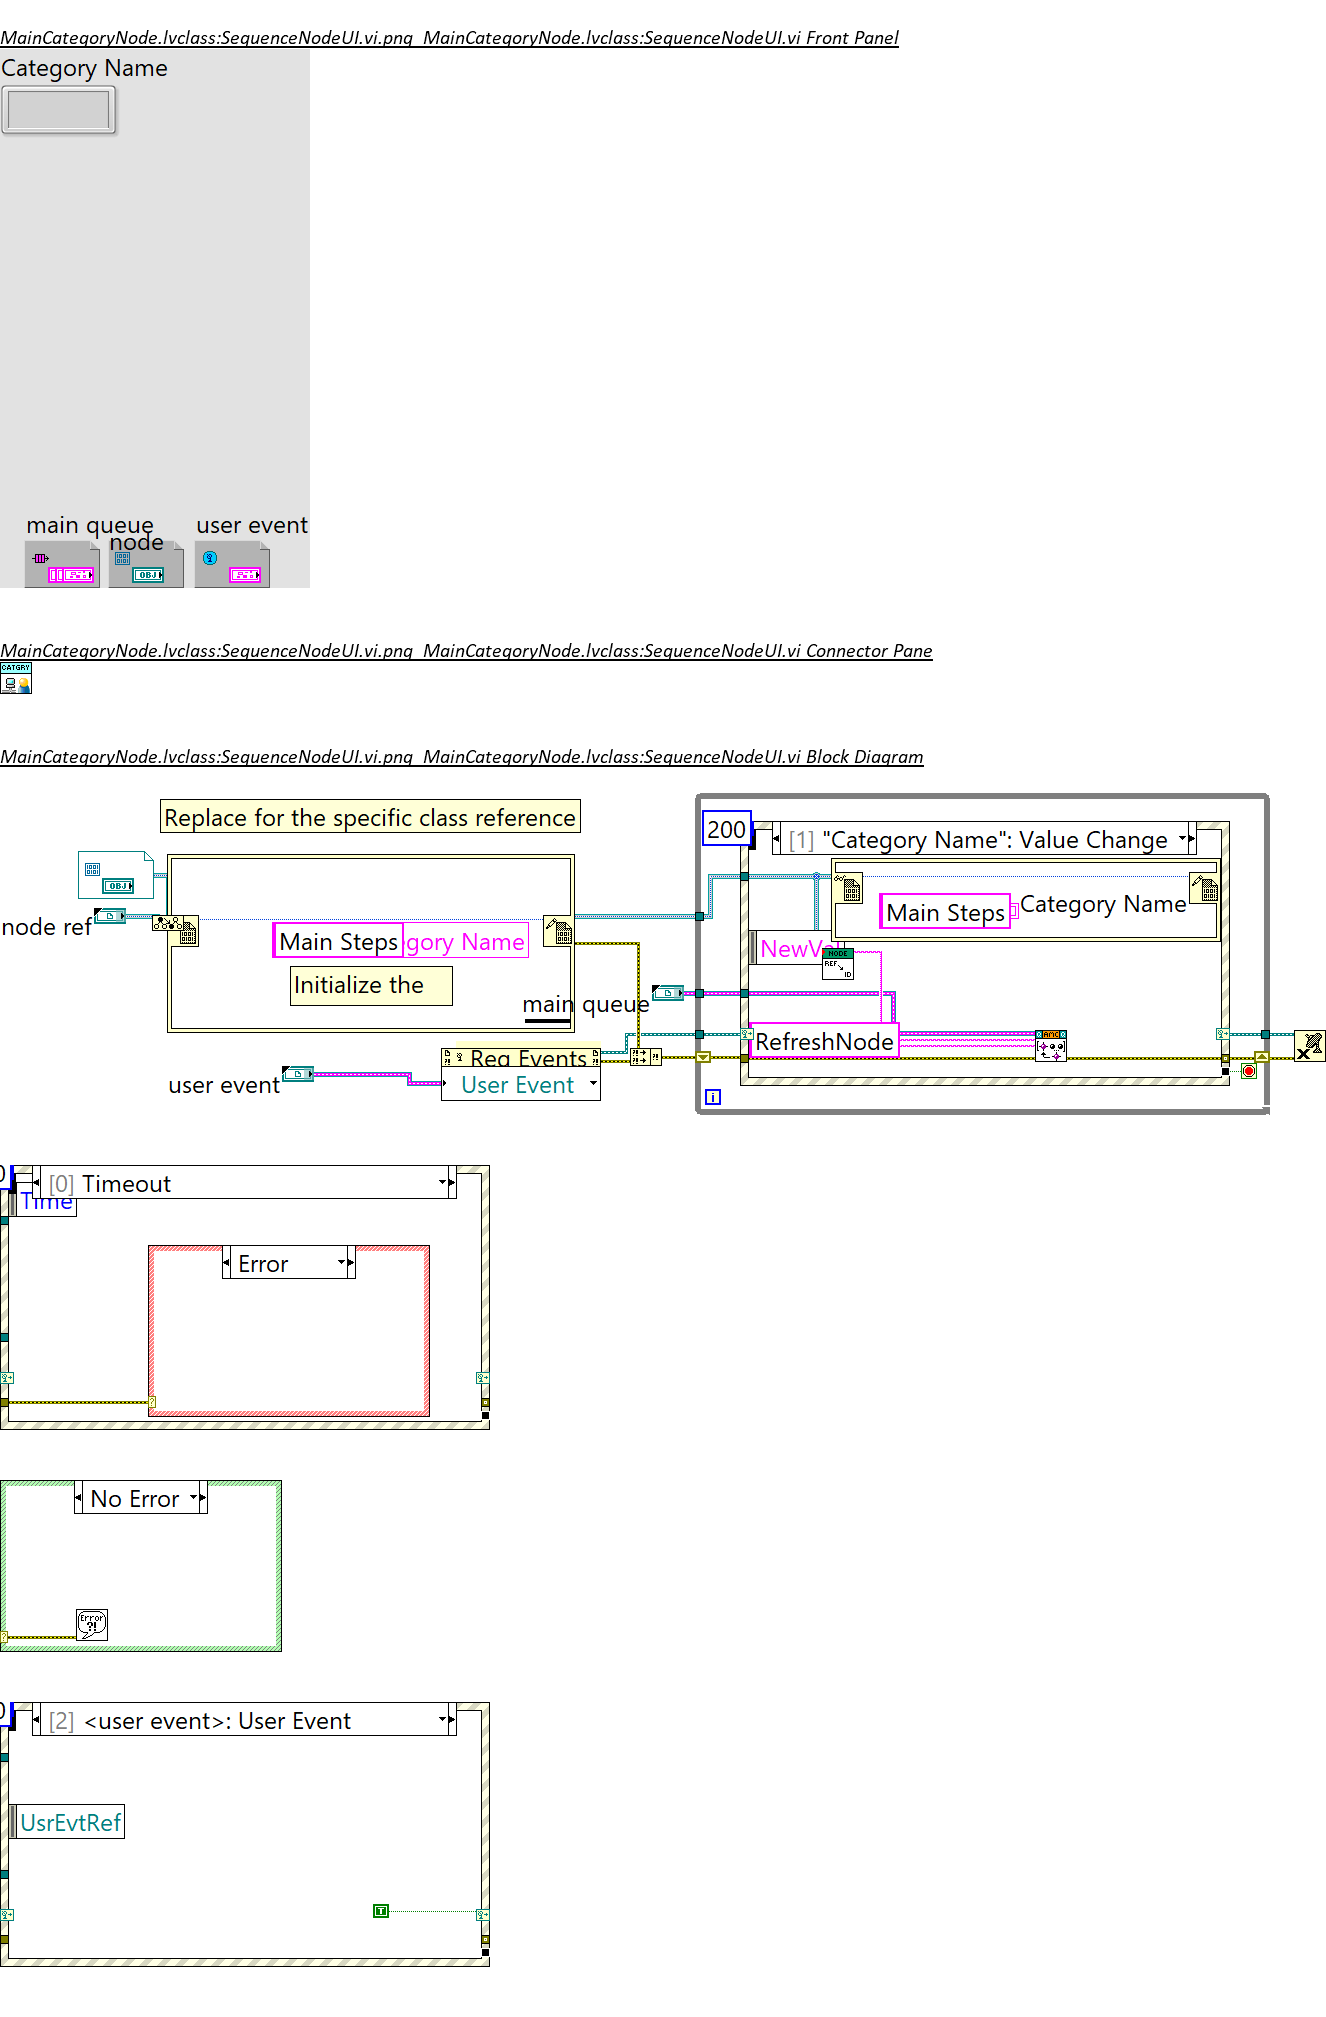 MainCategoryNode.lvclass:SequenceNodeUI.vi.png  MainCategoryNode.lvclass:SequenceNodeUI.vi Front Panel
Category Name
main queue
node
user event
OBJ
MainCategoryNode.lvclass:SequenceNodeUI.vi.png  MainCategoryNode.lvclass:SequenceNodeUI.vi Connector Pane
CATGRY
MainCategoryNode.lvclass:SequenceNodeUI.vi.png  MainCategoryNode.lvclass:SequenceNodeUI.vi Block Diagram
Replace for the specific class reference
200
[1] "Category Name": Value Change
OBJ
node ref
Main Steps
gory Name
Initialize the
main queue
Main Steps
Category Name
NewVal
NODE
REF
ID
RefreshNode
AMC
Reg Events
user event
User Event
i
[0] Timeout
Time
Error
No Error
Error
?!
[2] <user event>: User Event
UsrEvtRef
T